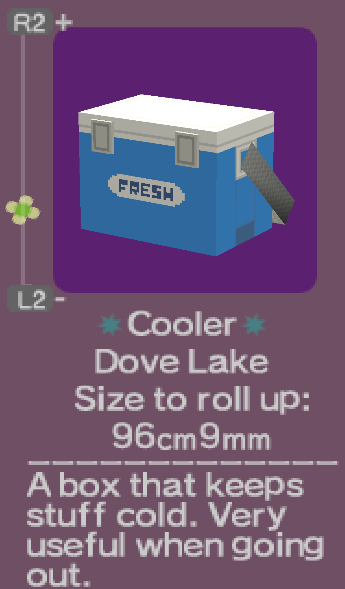 R2 +
FRESH
L2 -
Cooler
Dove Lake
Size to roll up:
96cm9mm
A box that keeps
stuff cold. Very
useful when going
out.